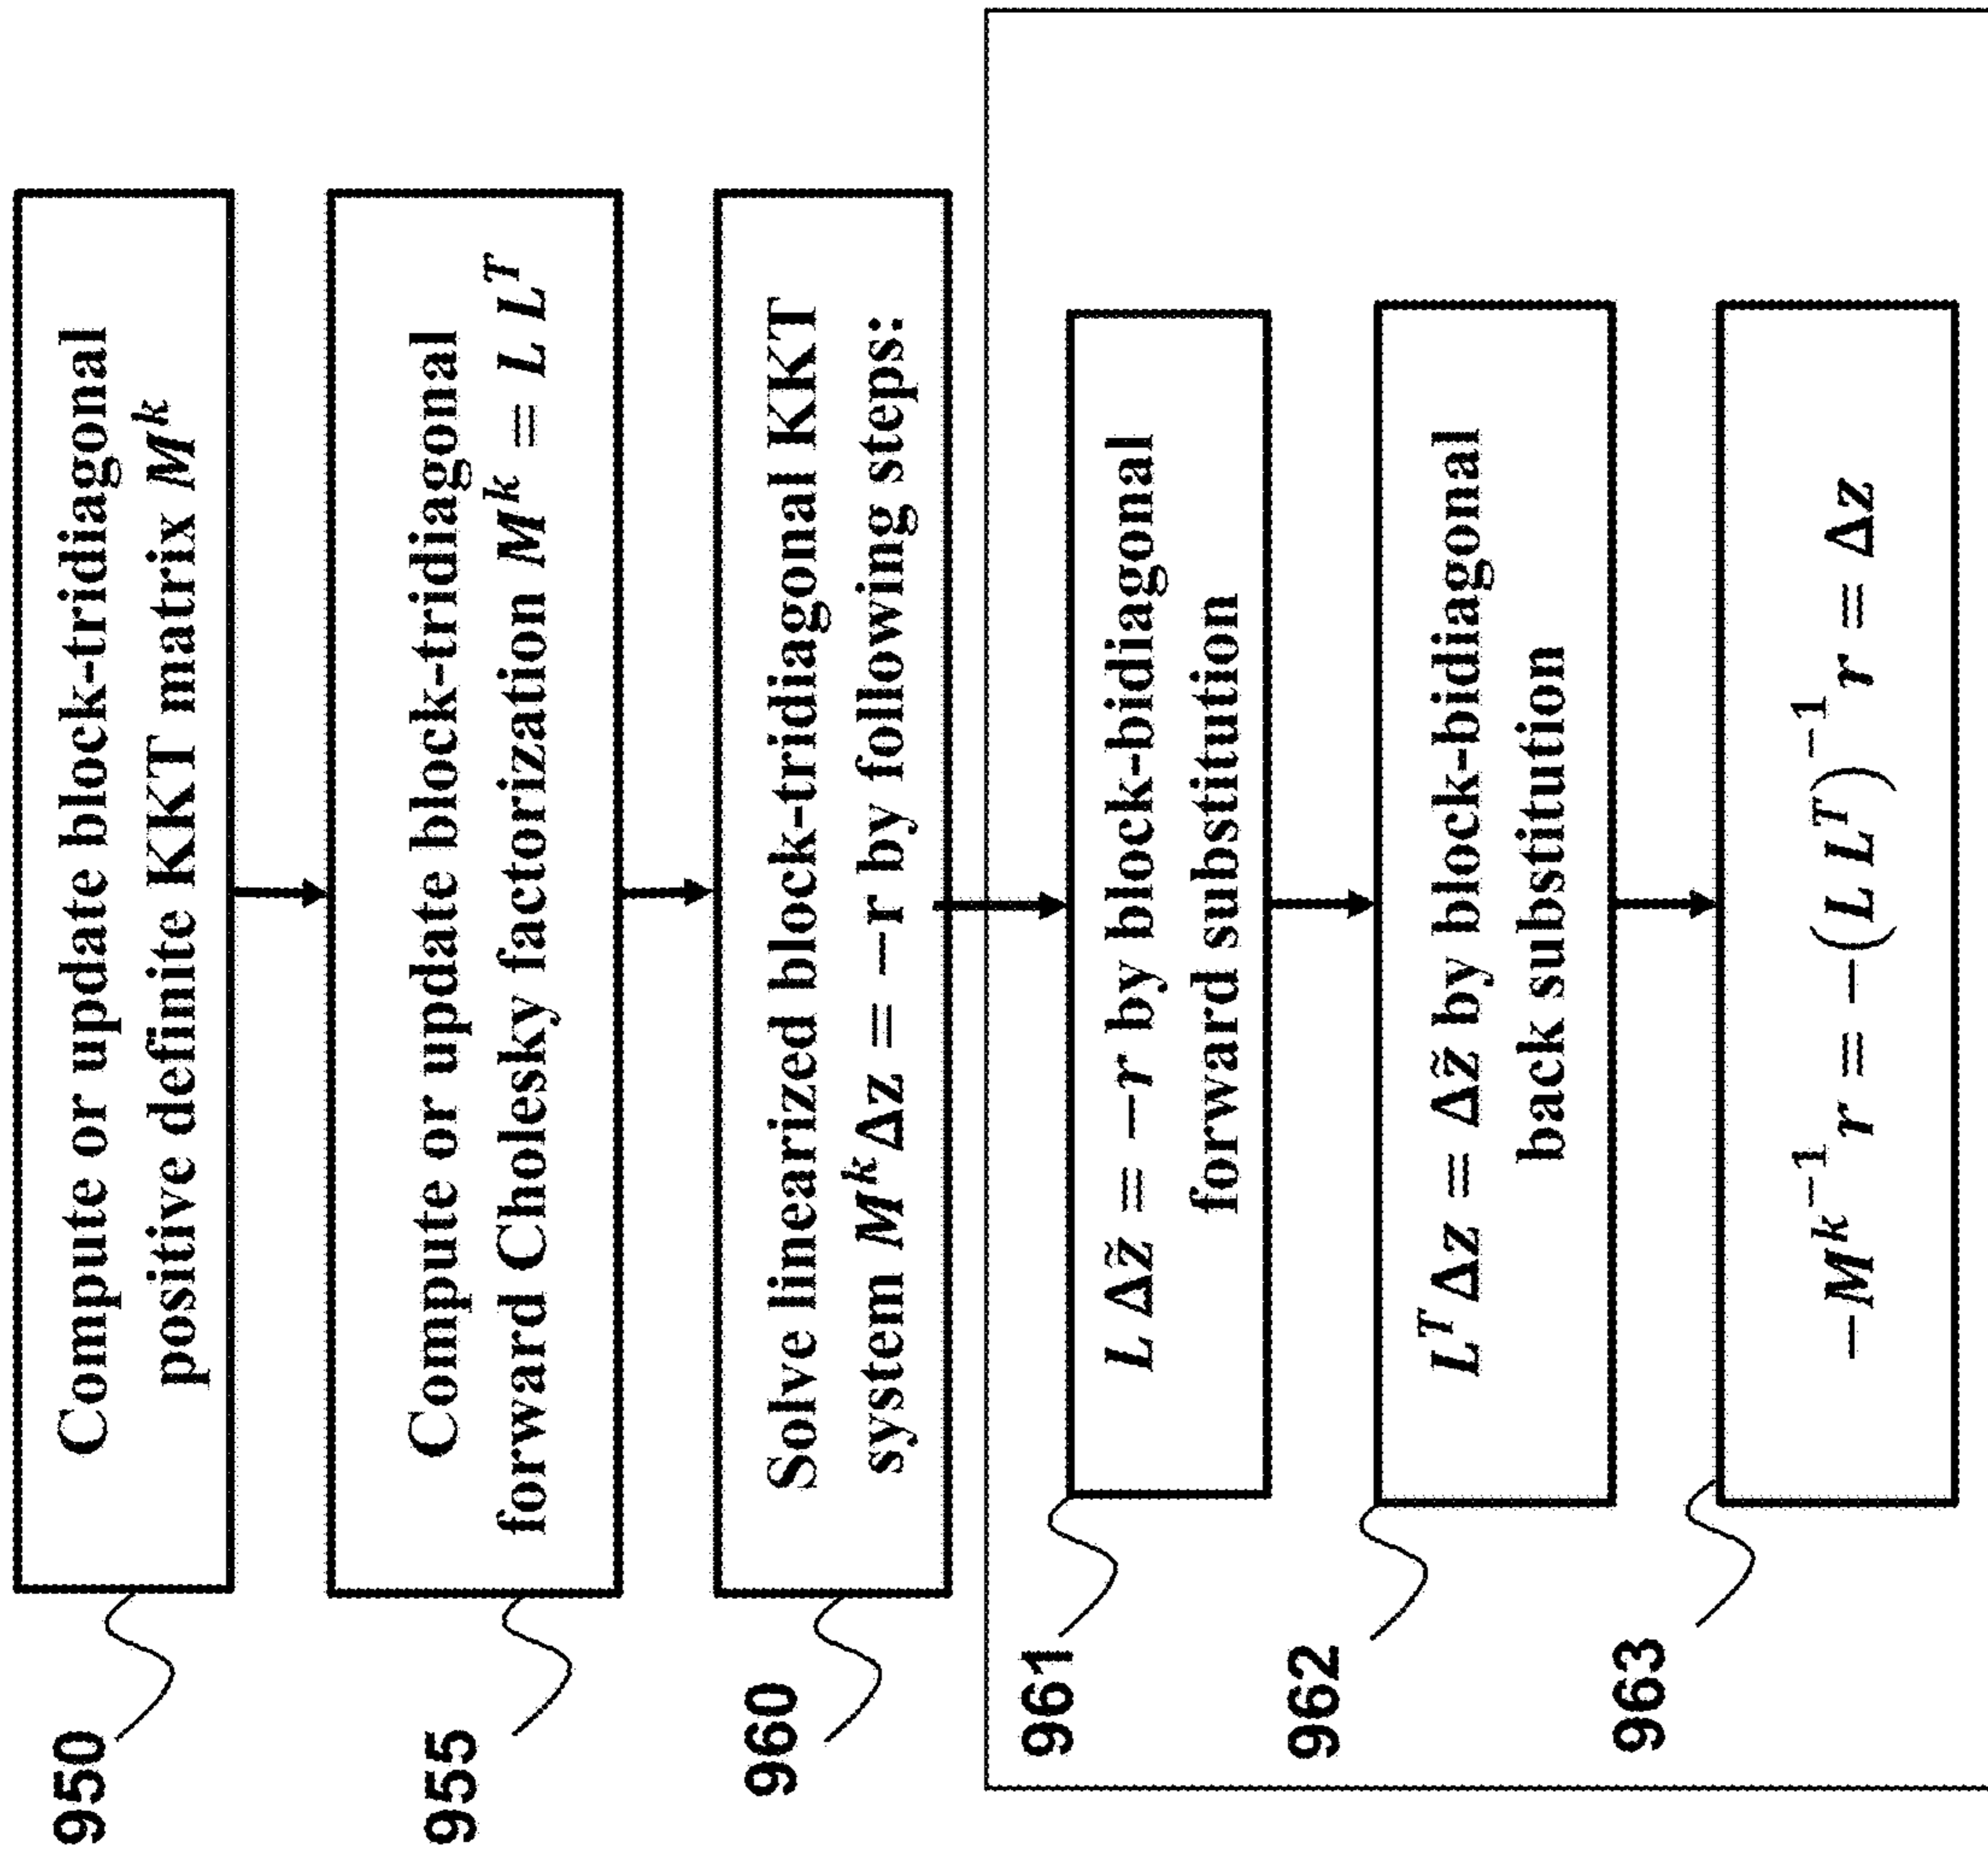 950
Compute or update block-tridiagonal
positive definite KKT matrix M^k
955
Compute or update block-tridiagonal
forward Cholesky factorization M^k = L L^T
960
Solve linearized block-tridiagonal KKT
system M^k Δz = −r by following steps:
961
L Δz̃ = −r by block-bidiagonal
forward substitution
962
L^T Δz = Δz̃ by block-bidiagonal
back substitution
963
−M^k^−1 r = −(L L^T)^−1 r = Δz